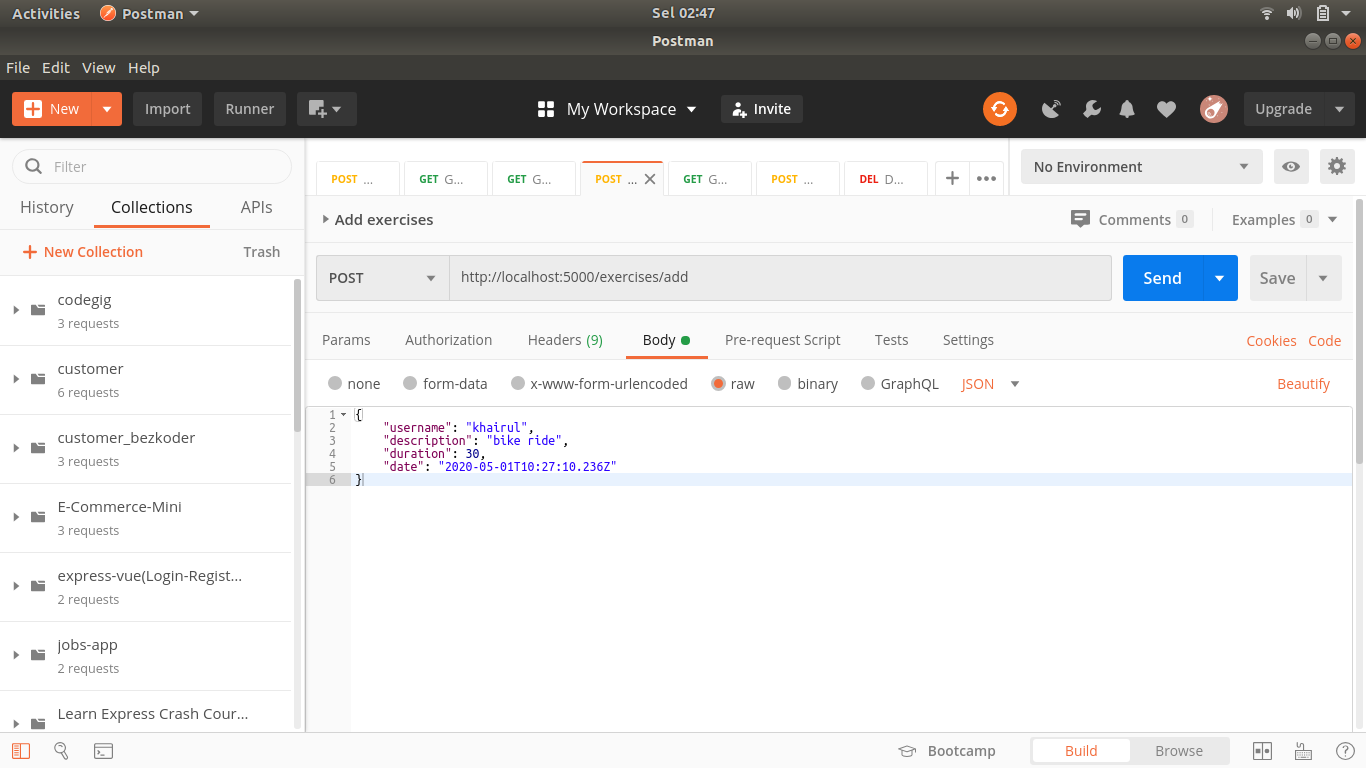 Activities Postman Sel 02:47
Postman
File Edit View Help
New Import Runner My Workspace Invite Upgrade
Filter
History Collections APIs
New Collection Trash
codegig
3 requests
customer
6 requests
customer_bezkoder
3 requests
E-Commerce-Mini
3 requests
express-vue(Login-Regist...
2 requests
jobs-app
2 requests
Learn Express Crash Cour...
POST ... GET G... GET G... POST ... GET G... POST ... DEL D... No Environment
Add exercises Comments 0 Examples 0
POST http://localhost:5000/exercises/add Send Save
Params Authorization Headers (9) Body Pre-request Script Tests Settings Cookies Code
none form-data x-www-form-urlencoded raw binary GraphQL JSON Beautify
1 {
2 "username": "khairul",
3 "description": "bike ride",
4 "duration": 30,
5 "date": "2020-05-01T10:27:10.236Z"
6 }
Bootcamp Build Browse